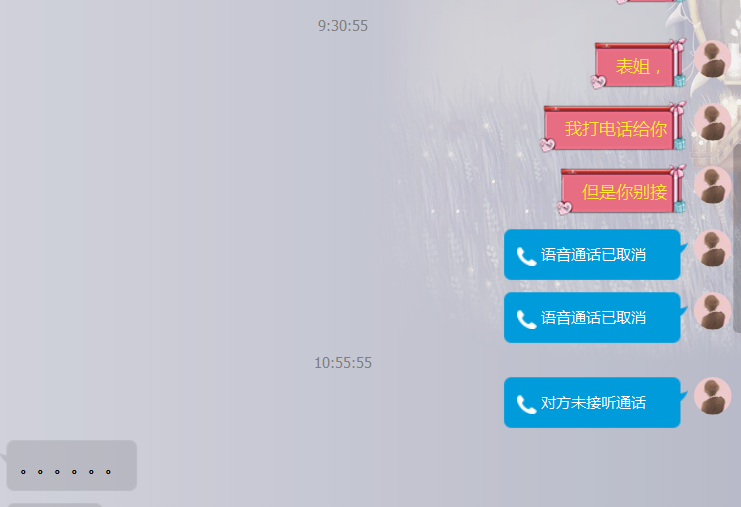 9:30:55
表姐，
我打电话给你
但是你别接
语音通话已取消
语音通话已取消
10:55:55
对方未接听通话
。。。。。。